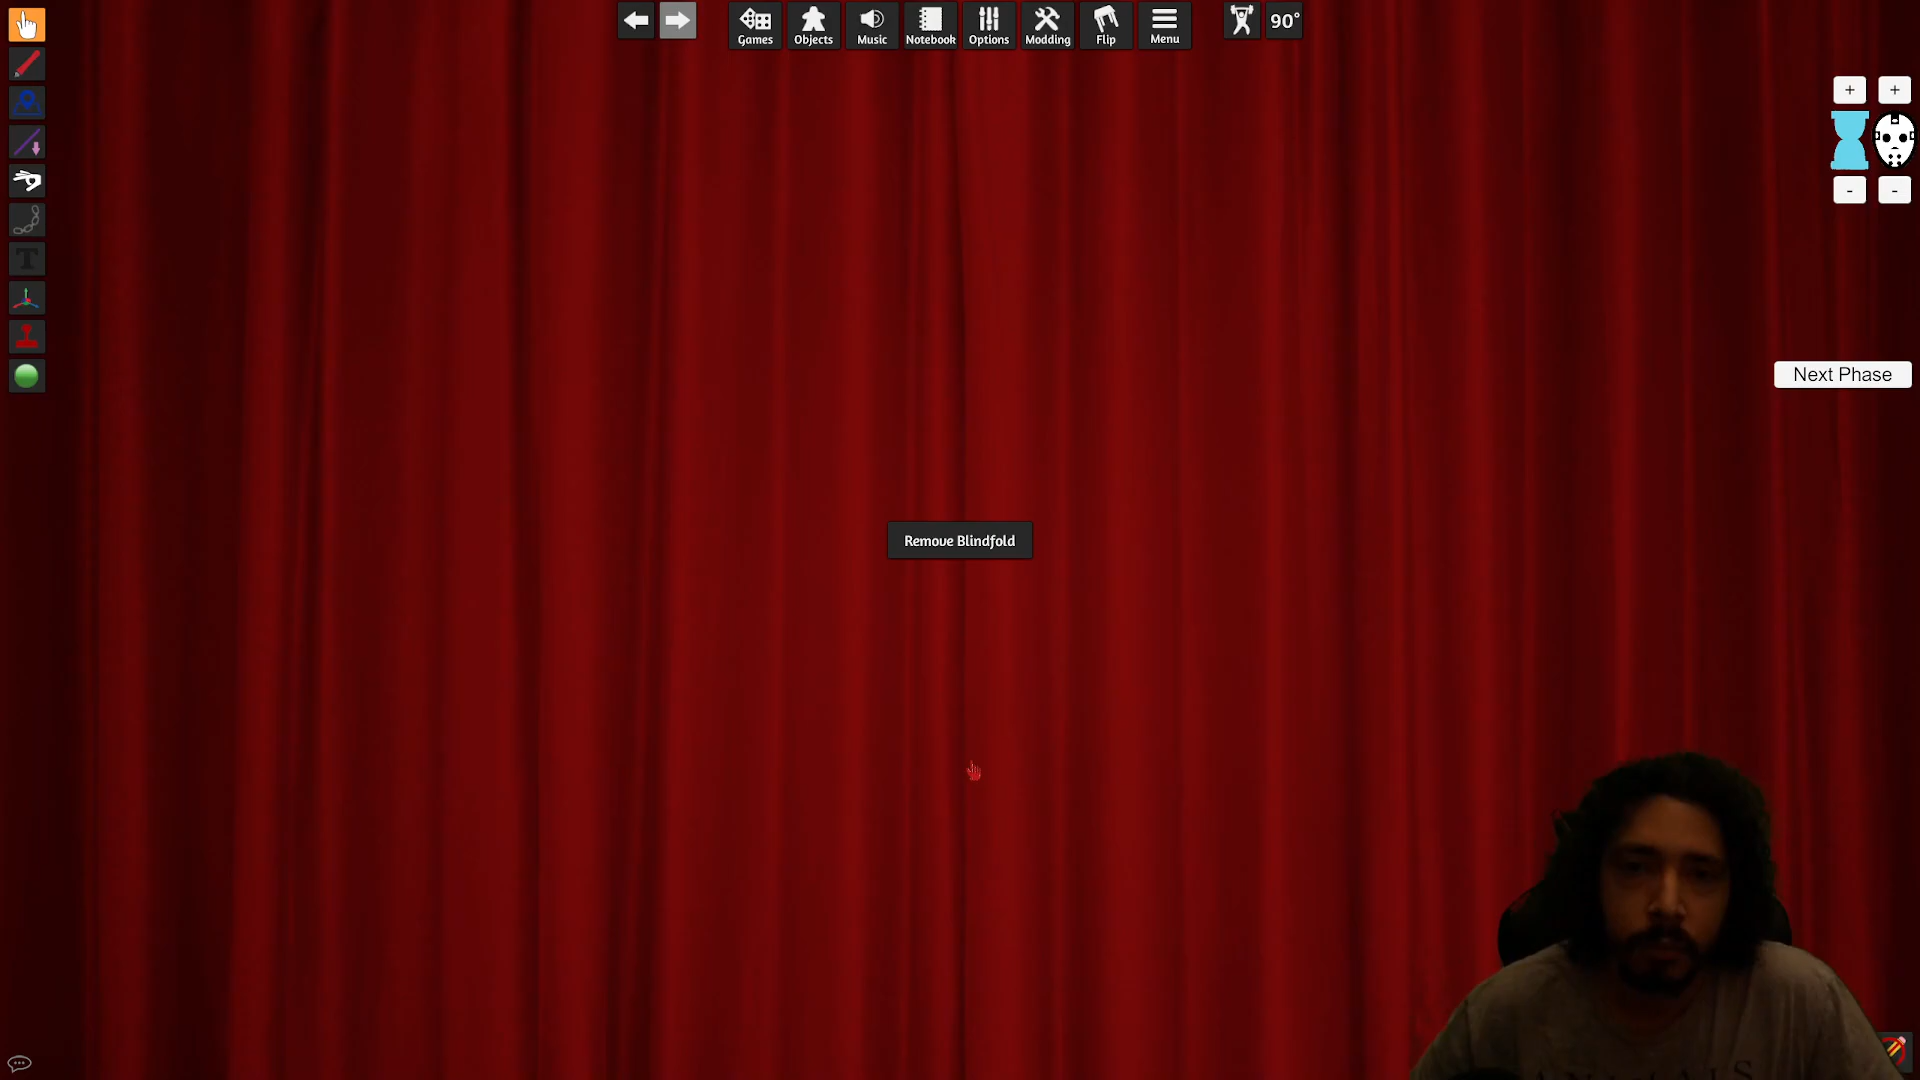 Games
Objects
Music
Notebook
Options
Modding
Flip
Menu
90°
+
+
-
-
Next Phase
Remove Blindfold
T